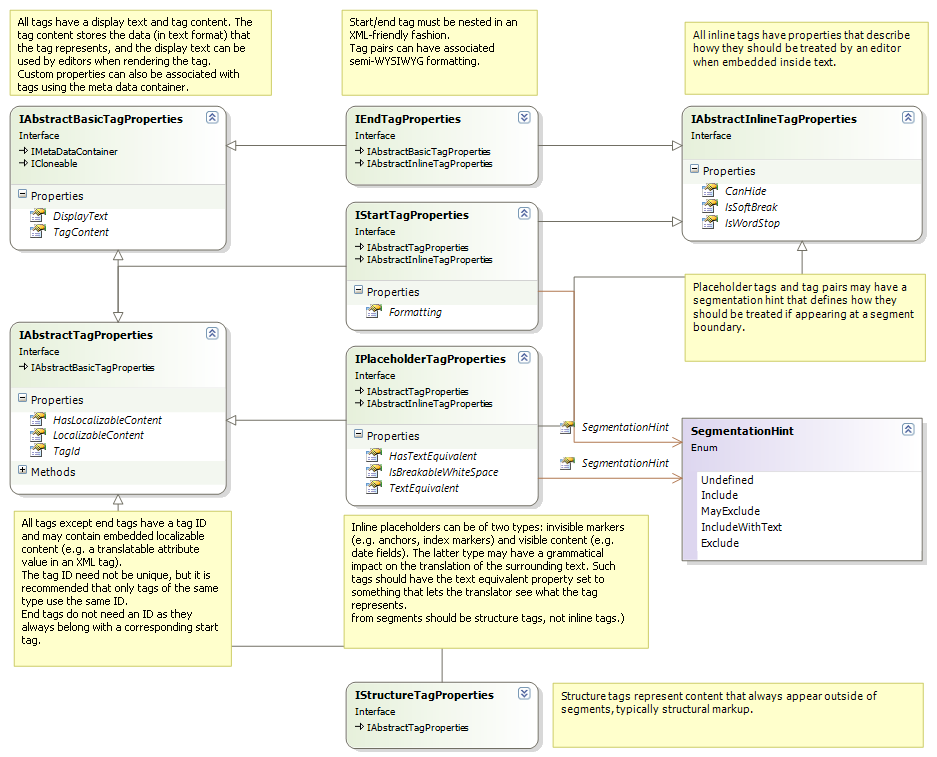 All tags have a display text and tag content. The
tag content stores the data (in text format) that
the tag represents, and the display text can be
used by editors when rendering the tag.
Custom properties can also be associated with
tags using the meta data container.
Start/end tag must be nested in an
XML-friendly fashion.
Tag pairs can have associated
semi-WYSIWYG formatting.
All inline tags have properties that describe
howy they should be treated by an editor
when embedded inside text.
IAbstractBasicTagProperties
Interface
IMetaDataContainer
ICloneable
Properties
DisplayText
TagContent
IEndTagProperties
Interface
IAbstractBasicTagProperties
IAbstractInlineTagProperties
IAbstractInlineTagProperties
Interface
Properties
CanHide
IsSoftBreak
IsWordStop
IStartTagProperties
Interface
IAbstractTagProperties
IAbstractInlineTagProperties
Properties
Formatting
Placeholder tags and tag pairs may have a
segmentation hint that defines how they
should be treated if appearing at a segment
boundary.
IAbstractTagProperties
Interface
IAbstractBasicTagProperties
Properties
HasLocalizableContent
LocalizableContent
TagId
Methods
IPlaceholderTagProperties
Interface
IAbstractTagProperties
IAbstractInlineTagProperties
Properties
HasTextEquivalent
IsBreakableWhiteSpace
TextEquivalent
SegmentationHint
SegmentationHint
SegmentationHint
Enum
Undefined
Include
MayExclude
IncludeWithText
Exclude
All tags except end tags have a tag ID
and may contain embedded localizable
content (e.g. a translatable attribute
value in an XML tag).
The tag ID need not be unique, but it is
recommended that only tags of the same
type use the same ID.
End tags do not need an ID as they
always belong with a corresponding start
tag.
Inline placeholders can be of two types: invisible markers
(e.g. anchors, index markers) and visible content (e.g.
date fields). The latter type may have a grammatical
impact on the translation of the surrounding text. Such
tags should have the text equivalent property set to
something that lets the translator see what the tag
represents.
from segments should be structure tags, not inline tags.)
IStructureTagProperties
Interface
IAbstractTagProperties
Structure tags represent content that always appear outside of
segments, typically structural markup.